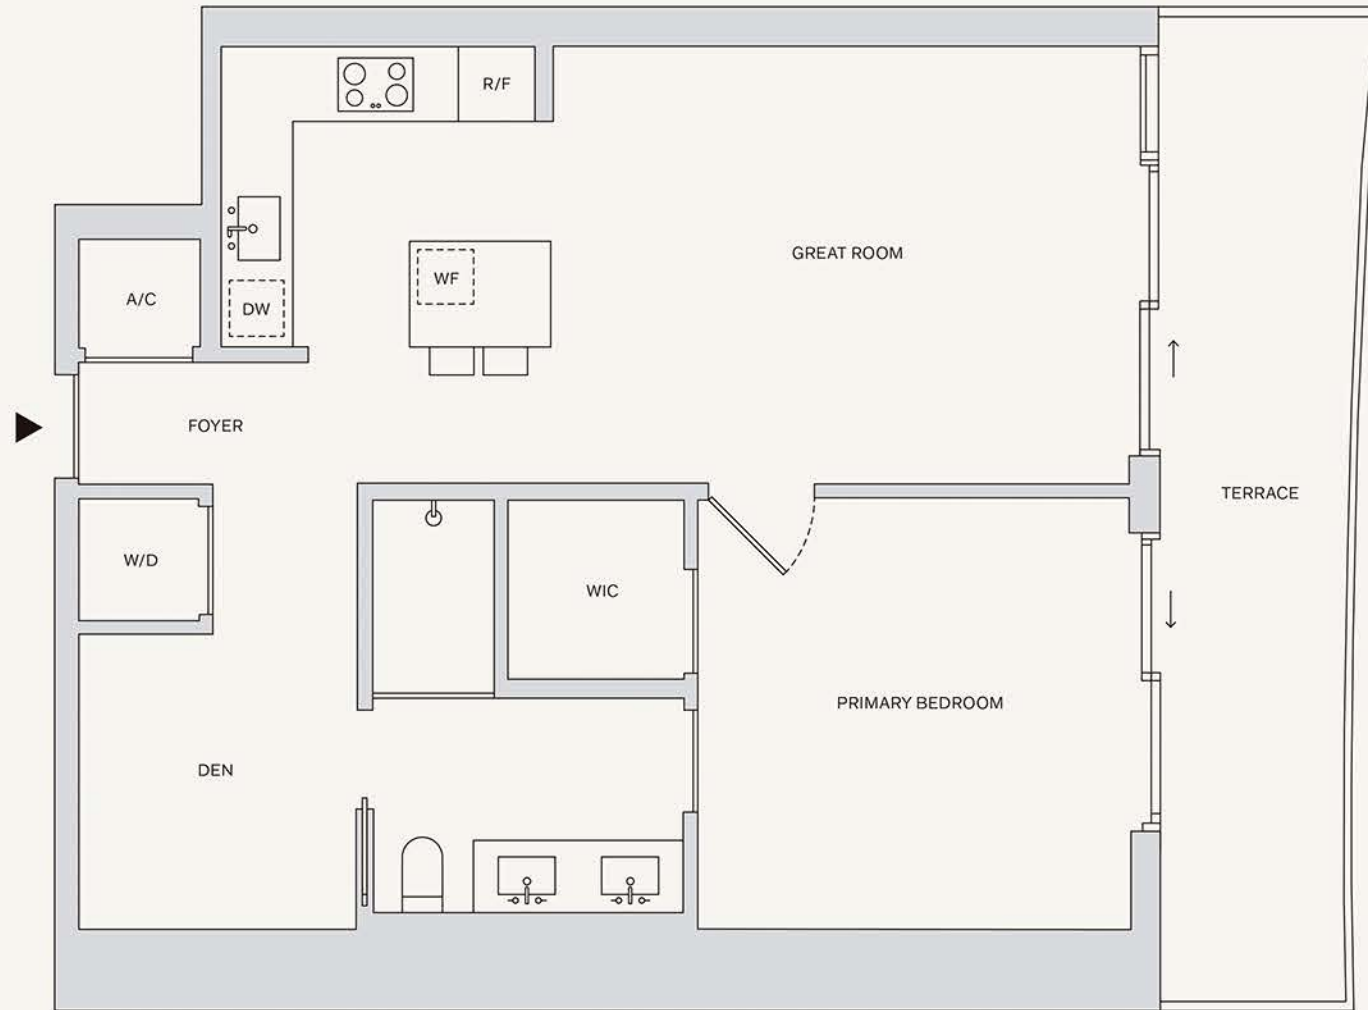 R/F
GREAT ROOM
WF
A/C
DW
FOYER
TERRACE
W/D
WIC
PRIMARY BEDROOM
DEN